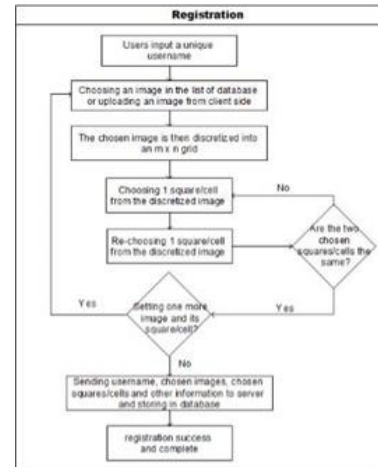 Registration
Users input a unique
username
Choosing an image in the list of database
or uploading an image from client side
The chosen image is then discretized into
an m x n grid
Choosing 1 square/cell
from the discretized image
No
Re-choosing 1 square/cell
from the discretized image
Are the two
chosen
squares/cells the
same?
Yes
Setting one more
image and its
square/cell?
Yes
No
Sending username, chosen images, chosen
squares/cells and other information to server
and storing in database
registration success
and complete